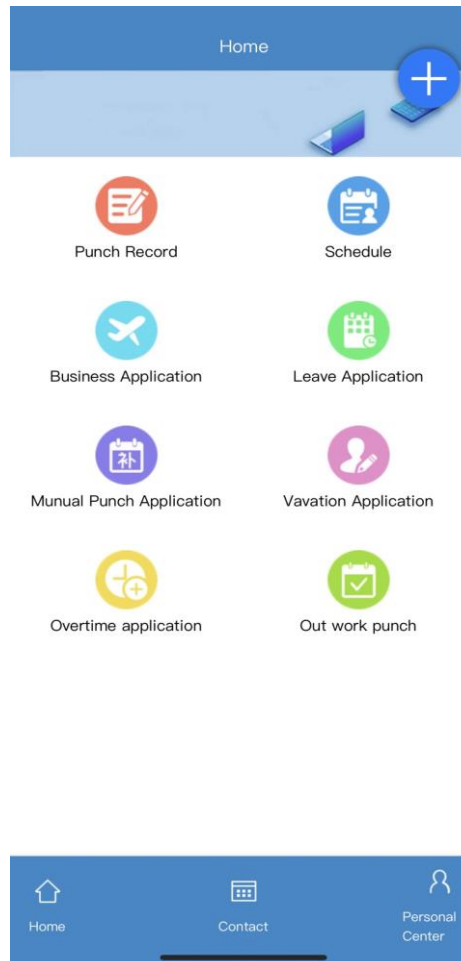 Home
Punch Record
Schedule
Business Application
Leave Application
补
Munual Punch Application
Vavation Application
Overtime application
Out work punch
Home
Contact
Personal
Center